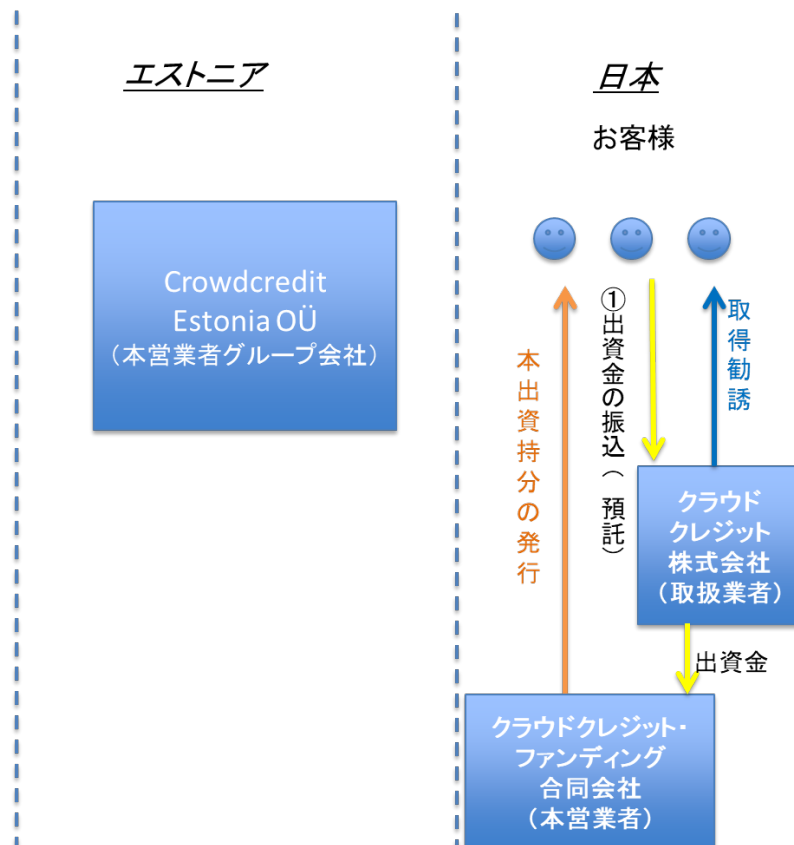 エストニア
日本
お客様
Crowdcredit
Estonia OÜ
（本営業者グループ会社）
本出資持分の発行
①出資金の振込（預託）
取得勧誘
クラウド
クレジット
株式会社
（取扱業者）
出資金
クラウドクレジット・
ファンディング
合同会社
（本営業者）